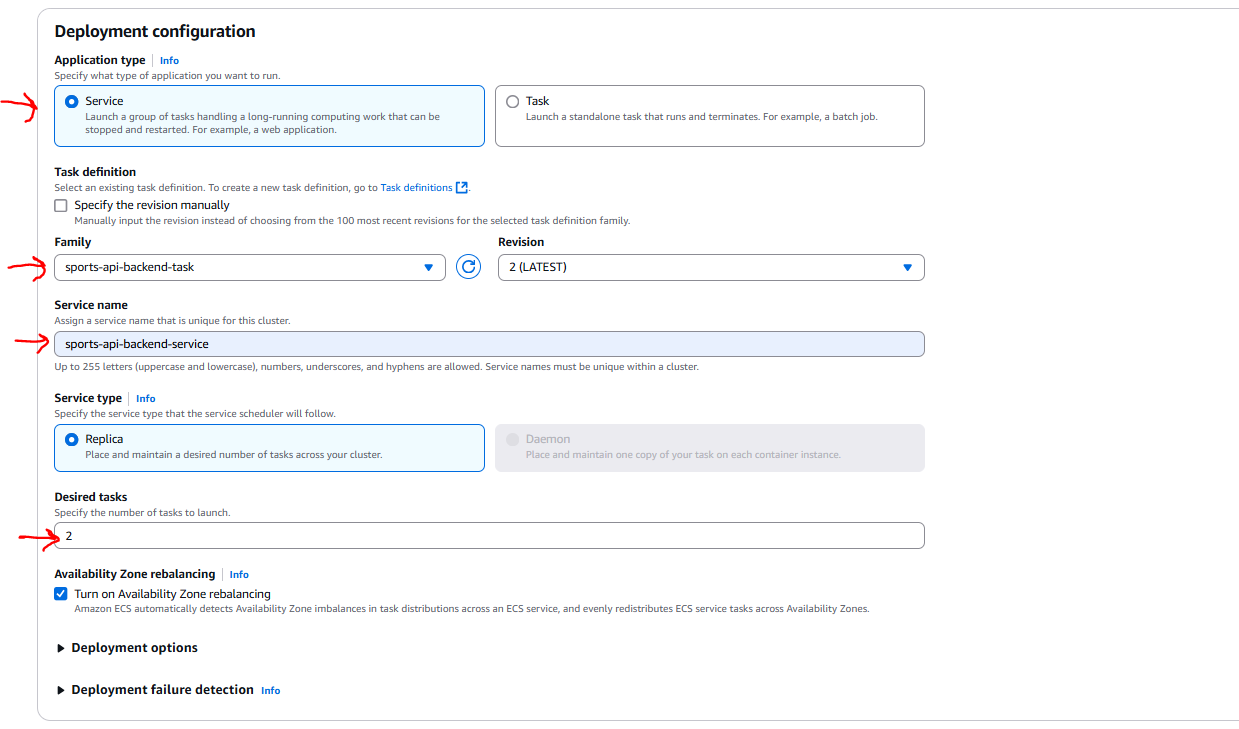 Deployment configuration
Application type Info
Specify what type of application you want to run.
Service
Launch a group of tasks handling a long-running computing work that can be
stopped and restarted. For example, a web application.
Task
Launch a standalone task that runs and terminates. For example, a batch job.
Task definition
Select an existing task definition. To create a new task definition, go to Task definitions.
Specify the revision manually
Manually input the revision instead of choosing from the 100 most recent revisions for the selected task definition family.
Family
sports-api-backend-task
Revision
2 (LATEST)
Service name
Assign a service name that is unique for this cluster.
sports-api-backend-service
Up to 255 letters (uppercase and lowercase), numbers, underscores, and hyphens are allowed. Service names must be unique within a cluster.
Service type Info
Specify the service type that the service scheduler will follow.
Replica
Place and maintain a desired number of tasks across your cluster.
Daemon
Place and maintain one copy of your task on each container instance.
Desired tasks
Specify the number of tasks to launch.
2
Availability Zone rebalancing Info
Turn on Availability Zone rebalancing
Amazon ECS automatically detects Availability Zone imbalances in task distributions across an ECS service, and evenly redistributes ECS service tasks across Availability Zones.
Deployment options
Deployment failure detection Info